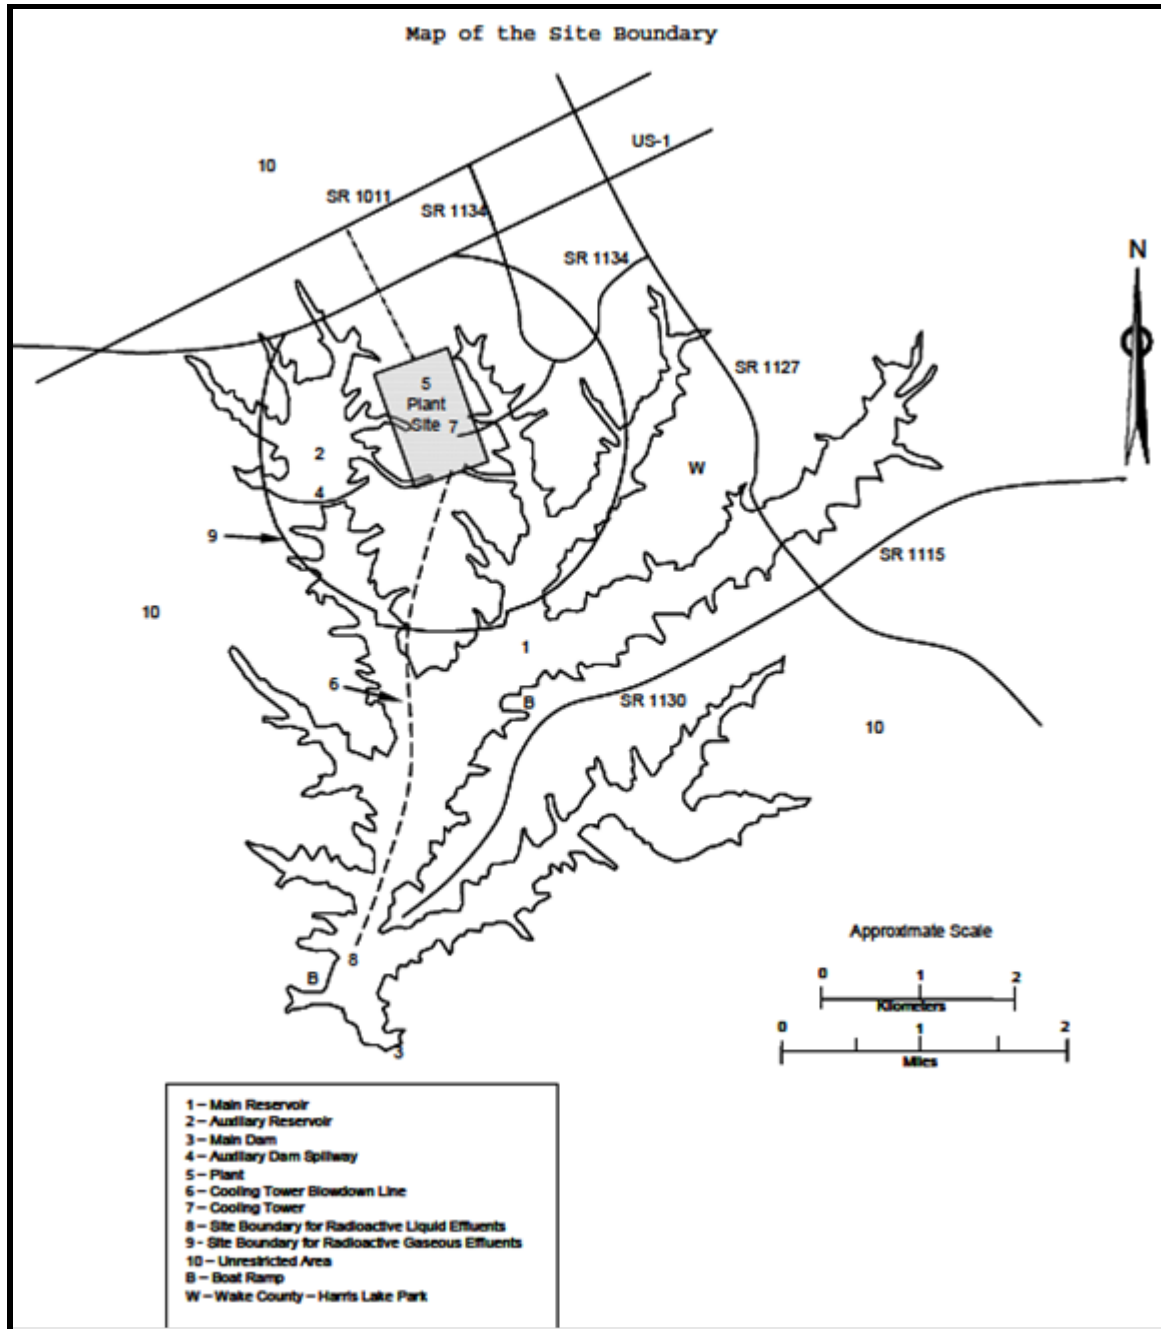 Map of the Site Boundary
US-1
10
SR 1011
SR 1134
SR 1134
N
SR 1127
5
Plant
Site 7
2
W
4
9
SR 1115
10
1
6
B
SR 1130
10
Approximate Scale
8
B
0 1 2
Kilometers
0 1 2
3
Miles
1 – Main Reservoir
2 – Auxiliary Reservoir
3 – Main Dam
4 – Auxiliary Dam Spillway
5 – Plant
6 – Cooling Tower Blowdown Line
7 – Cooling Tower
8 – Site Boundary for Radioactive Liquid Effluents
9 - Site Boundary for Radioactive Gaseous Effluents
10 – Unrestricted Area
B – Boat Ramp
W – Wake County – Harris Lake Park